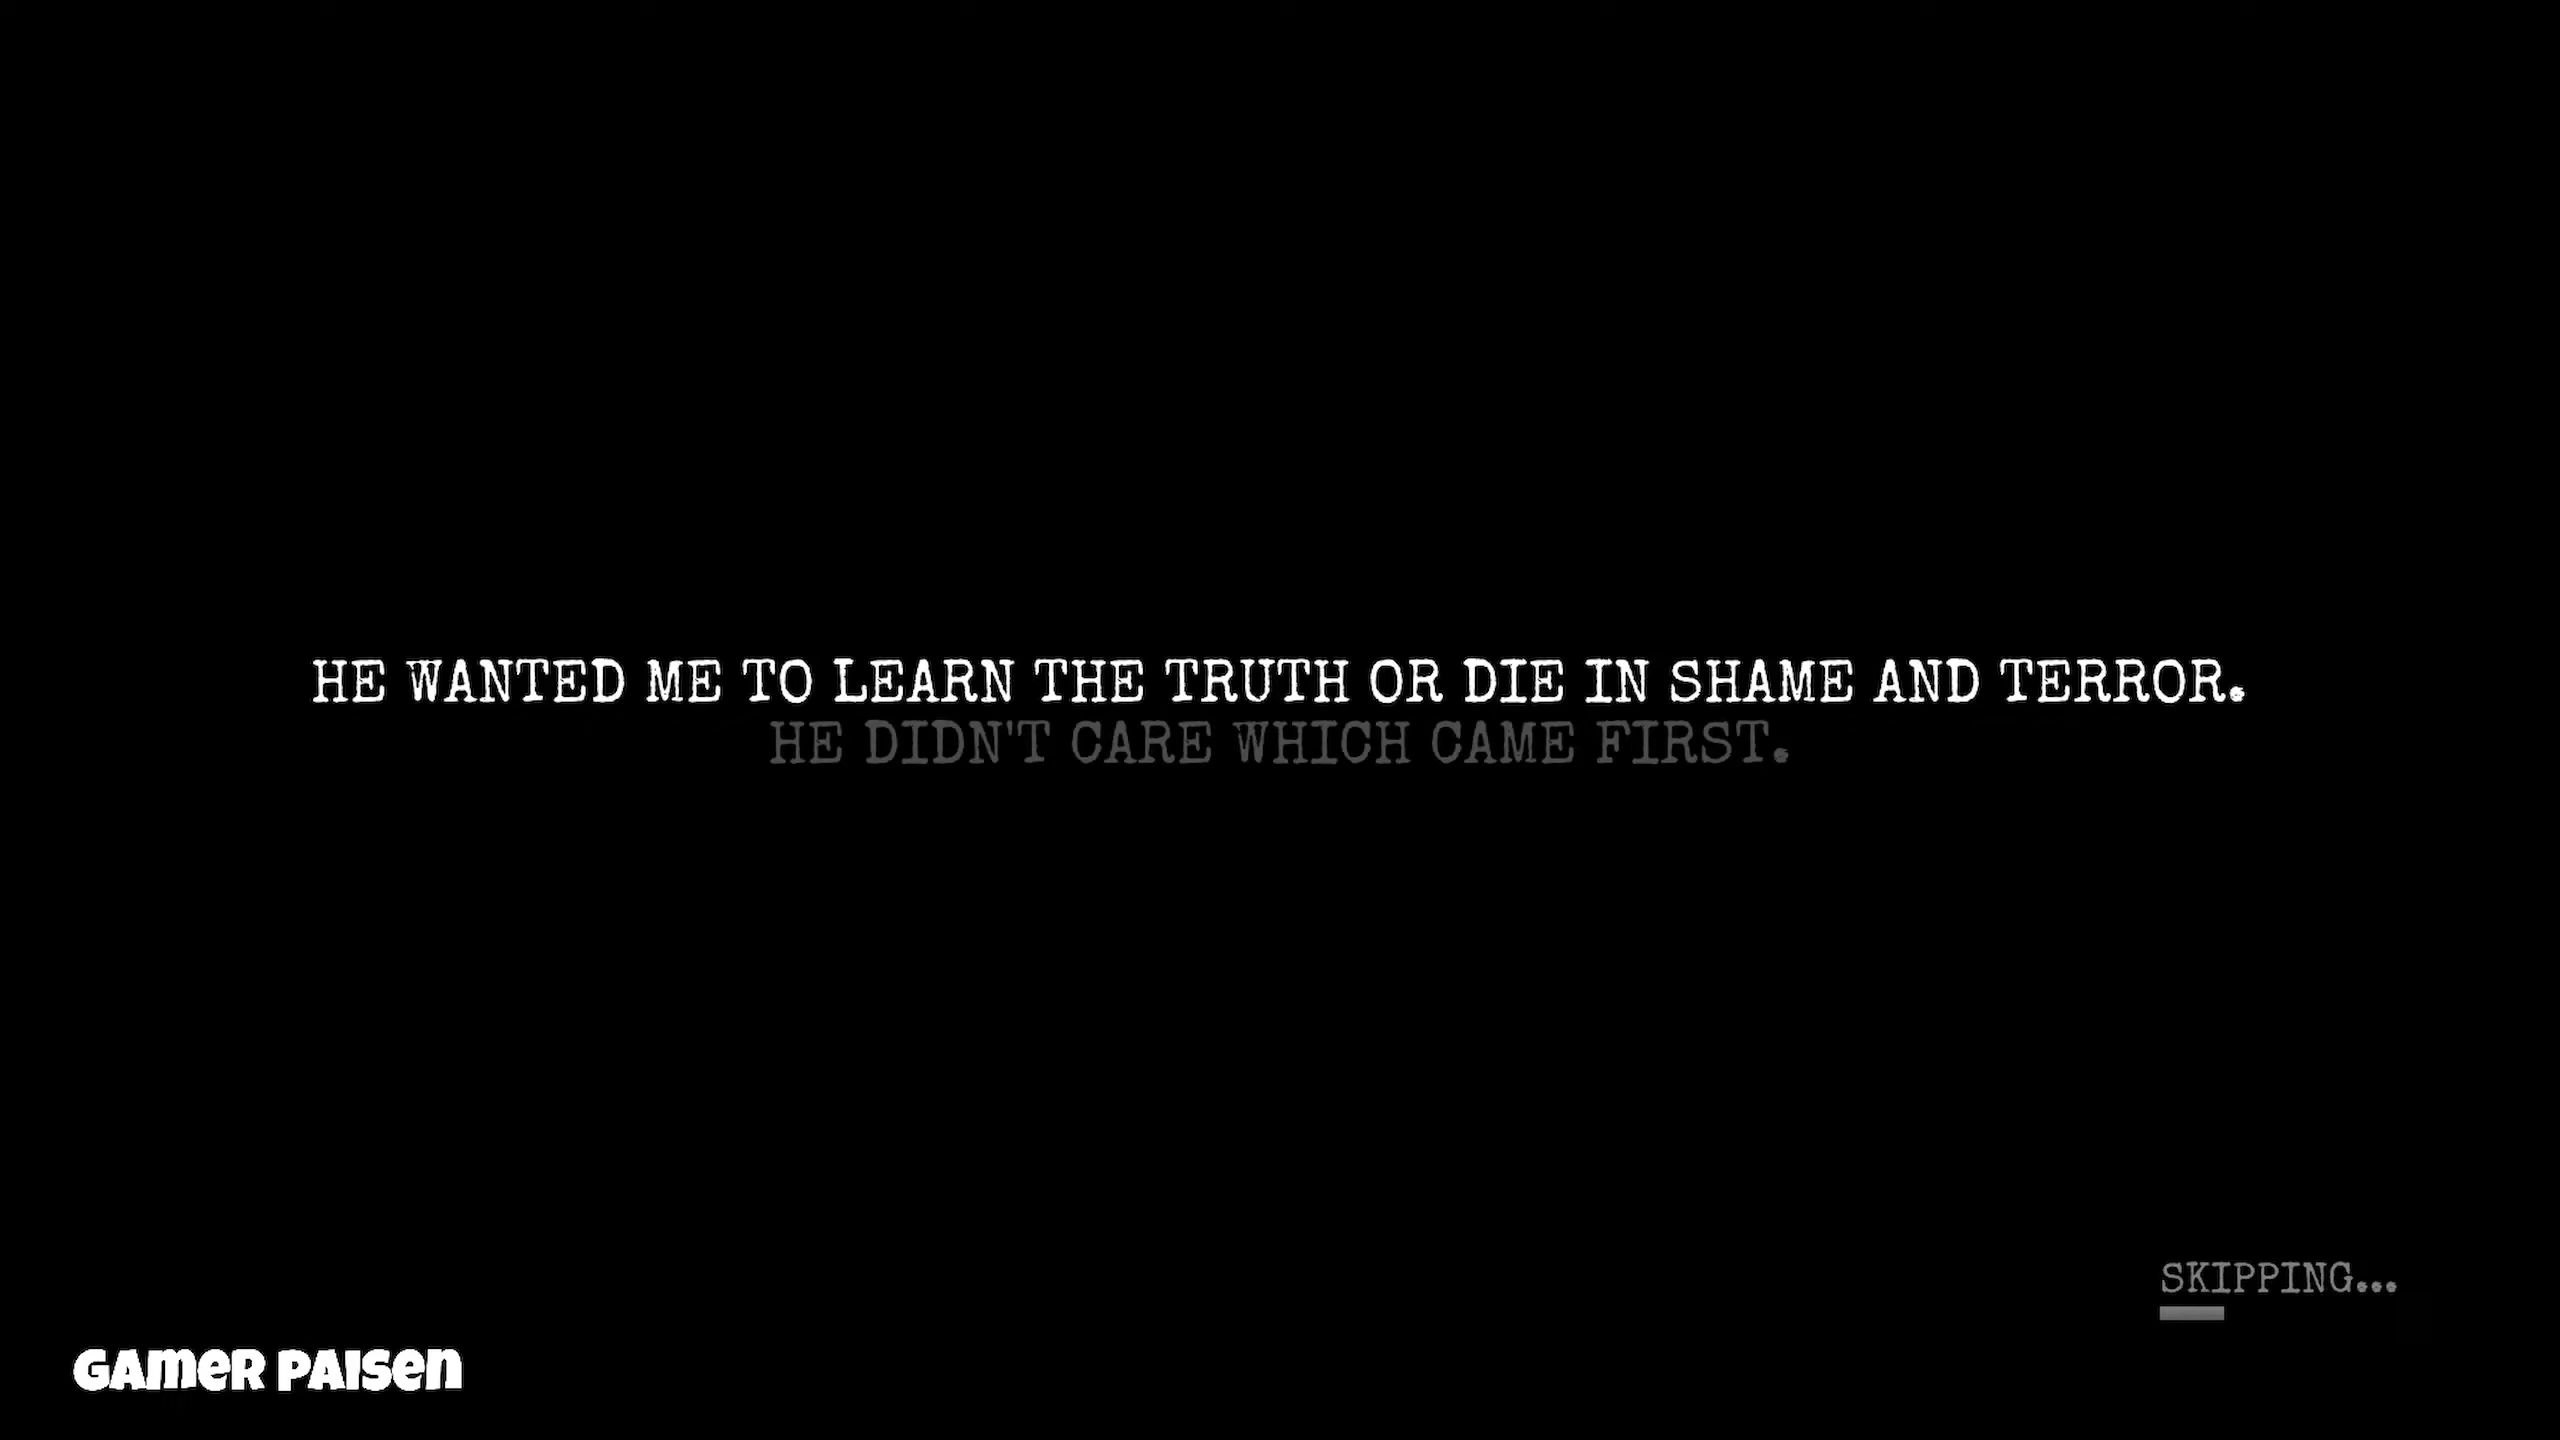 HE WANTED ME TO LEARN THE TRUTH OR DIE IN SHAME AND TERROR.
HE DIDN'T CARE WHICH CAME FIRST.
SKIPPING...
GAMER PAISEN